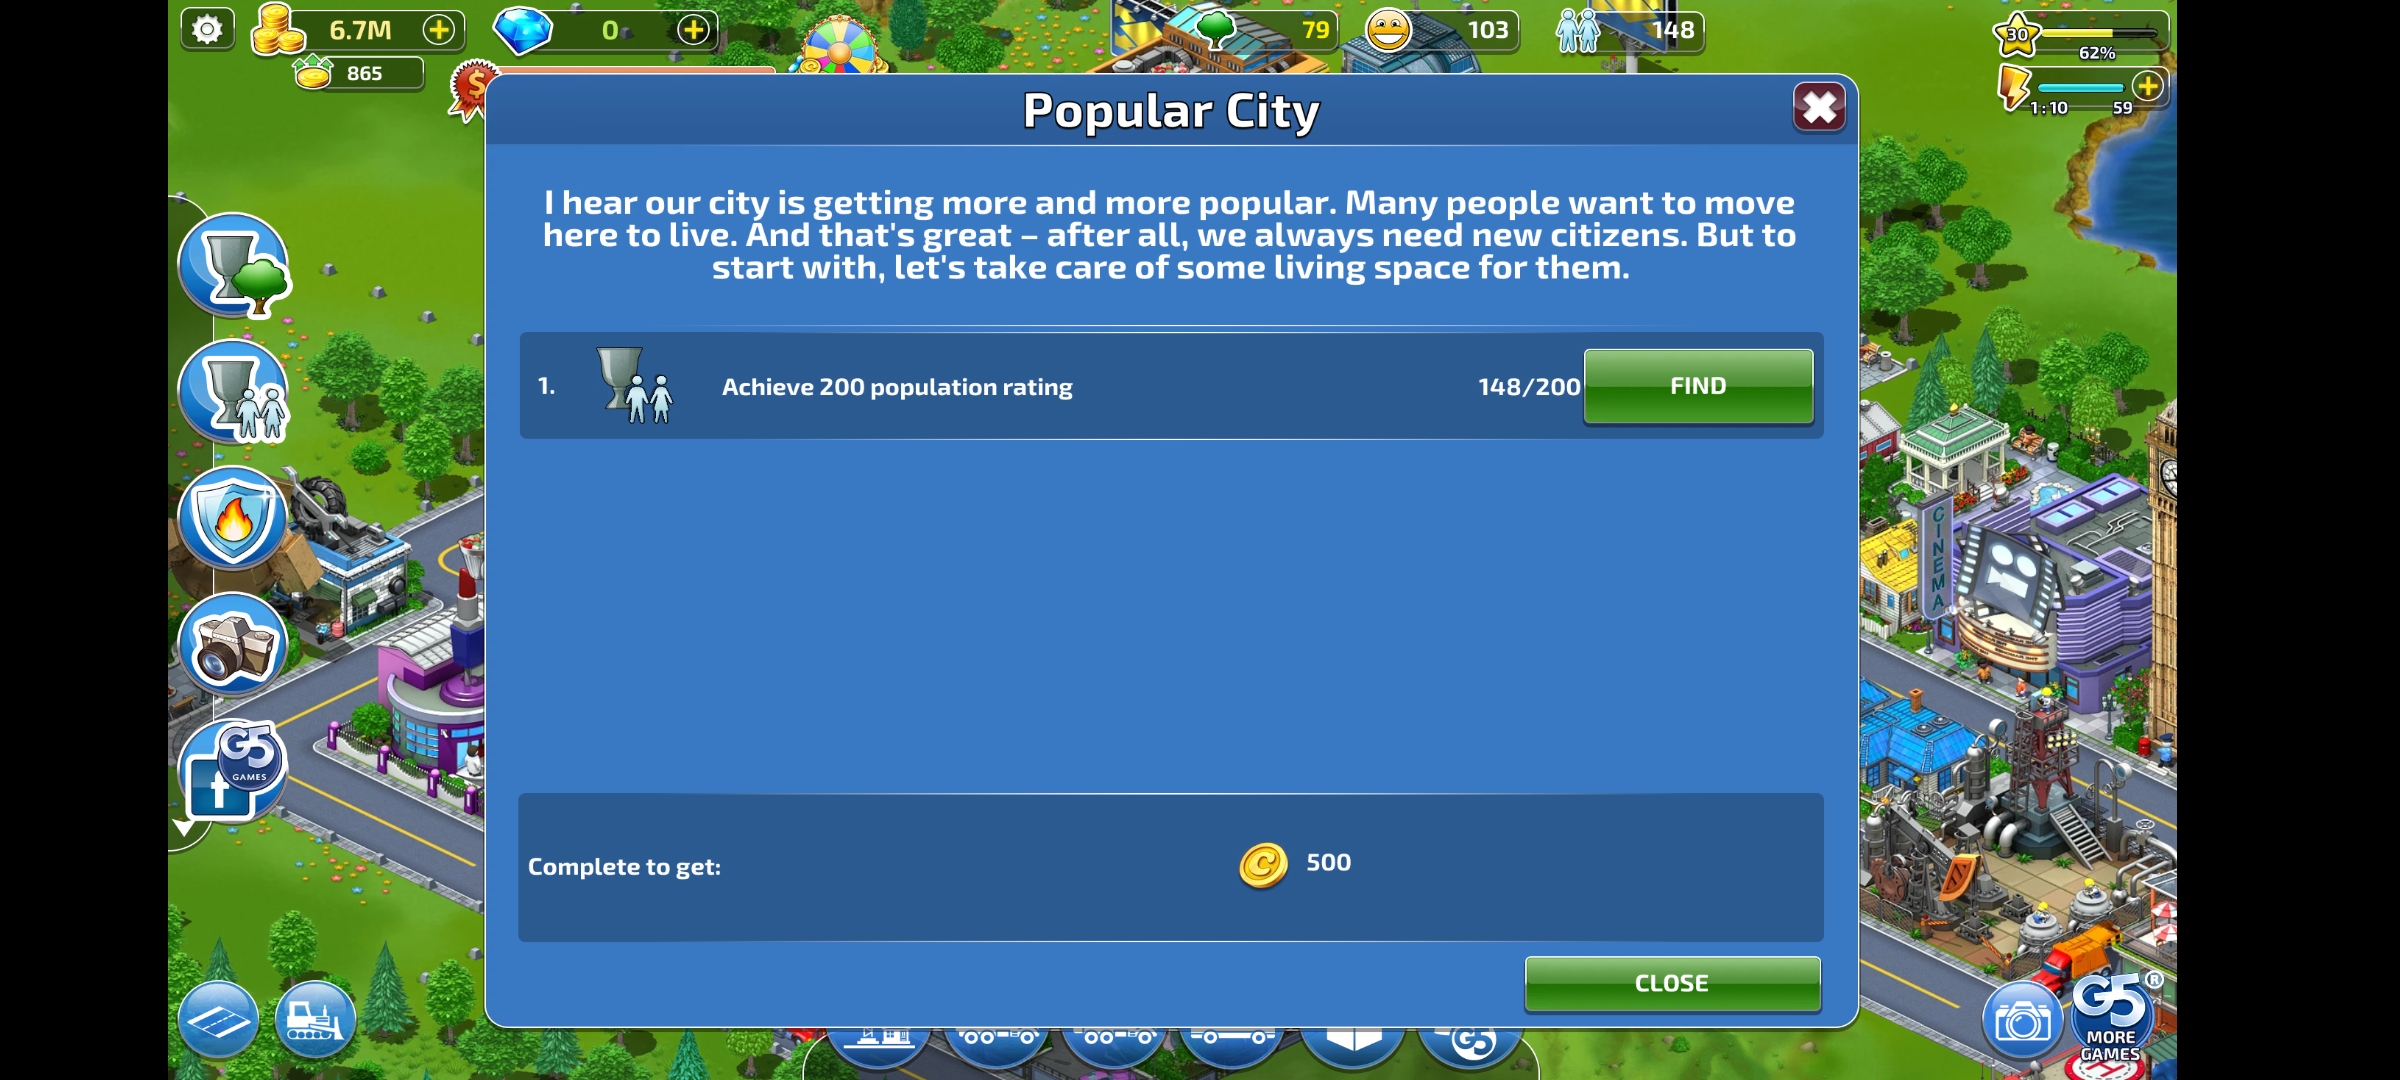 6.7M
0
79
103
148
30
62%
865
$
1:10
59
Popular City
I hear our city is getting more and more popular. Many people want to move
here to live. And that's great – after all, we always need new citizens. But to
start with, let's take care of some living space for them.
1.
Achieve 200 population rating
148/200
FIND
CINEMA
G5
GAMES
f
Complete to get:
C
500
CLOSE
G5
G5®
MORE
GAMES
H